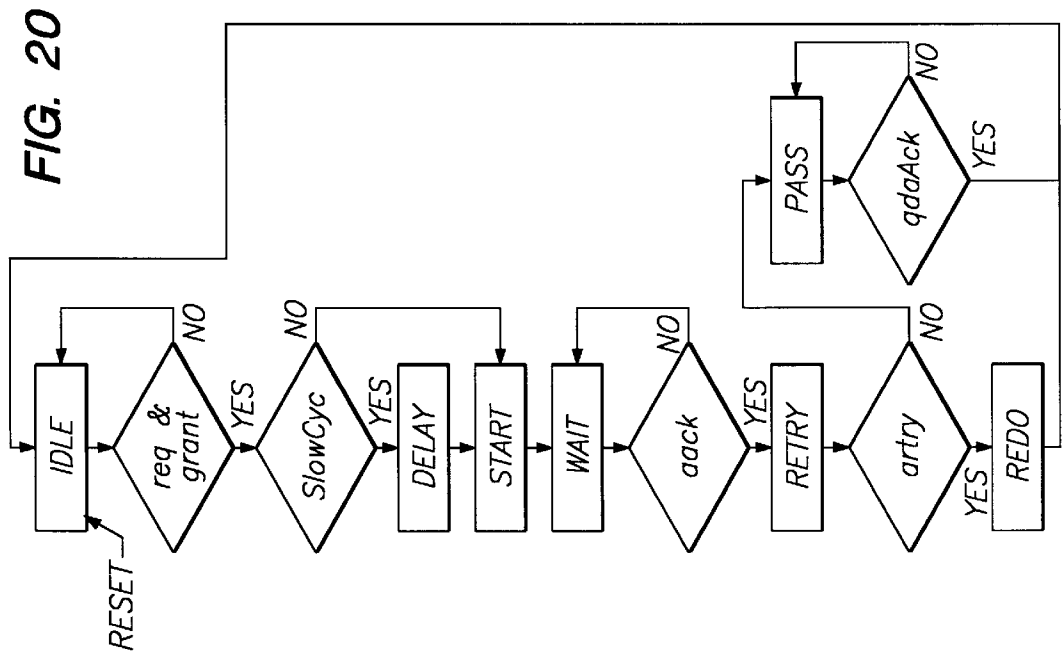 FIG. 20
RESET
IDLE
req &
grant
NO
YES
SlowCyc
NO
YES
DELAY
START
WAIT
aack
NO
YES
RETRY
artry
NO
YES
REDO
PASS
qdaAck
NO
YES